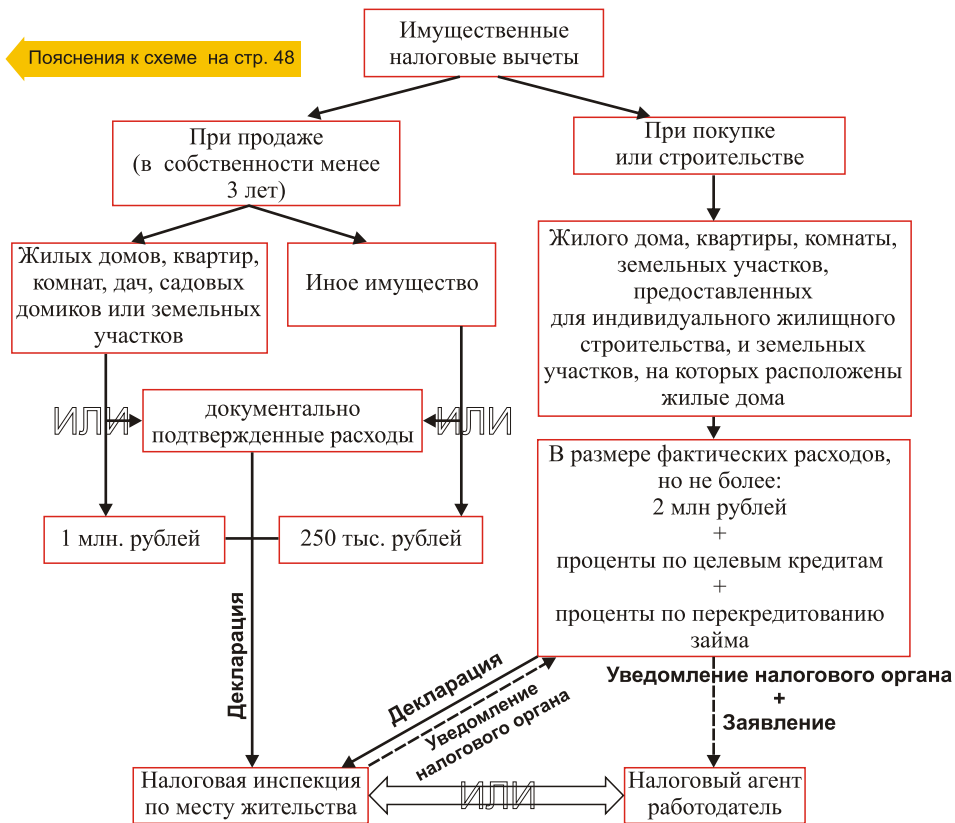 Имущественные
налоговые вычеты
Пояснения к схеме на стр. 48
При продаже
(в собственности менее
3 лет)
При покупке
или строительстве
Жилых домов, квартир,
комнат, дач, садовых
домиков или земельных
участков
Иное имущество
Жилого дома, квартиры, комнаты,
земельных участков,
предоставленных
для индивидуального жилищного
строительства, и земельных
участков, на которых расположены
жилые дома
ИЛИ
документально
подтвержденные расходы
ИЛИ
В размере фактических расходов,
но не более:
2 млн рублей
+
проценты по целевым кредитам
+
проценты по перекредитованию
займа
1 млн. рублей
250 тыс. рублей
Декларация
Декларация
Уведомление
налогового органа
Уведомление налогового органа
+
Заявление
Налоговая инспекция
по месту жительства
ИЛИ
Налоговый агент
работодатель